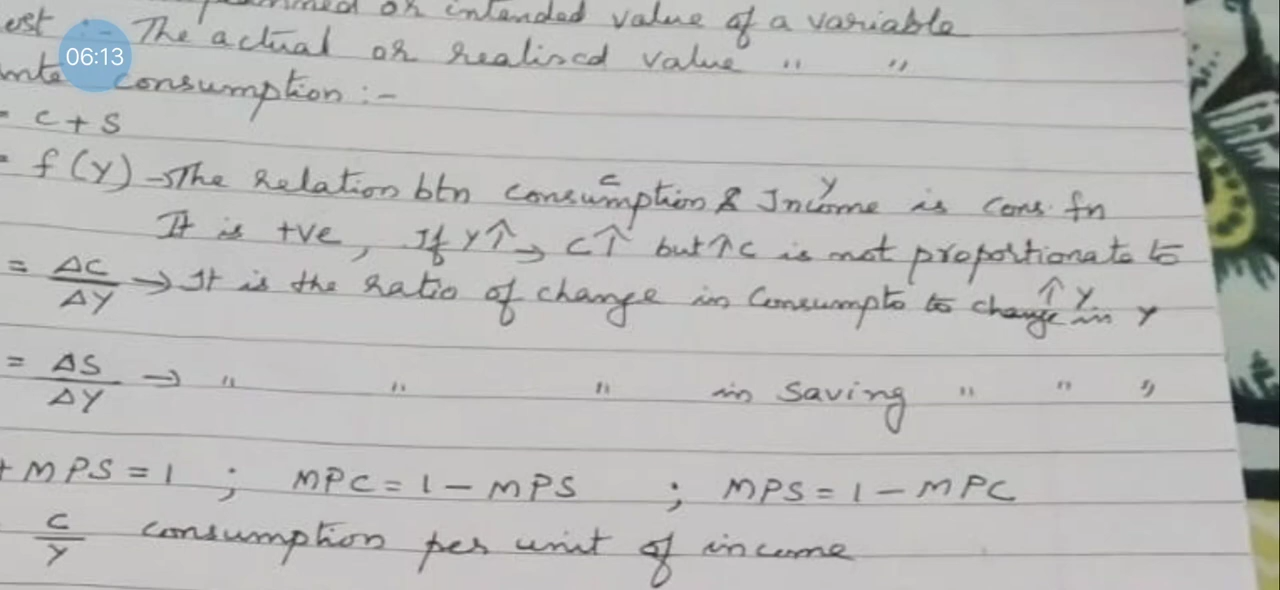 or intended value of a variable
est :- The actual or realised value " "
06:13
consumption :-
= C + S
= f (Y) → The relation btn consumption & Income is cons. fn
C Y
It is +ve, If Y↑ → C↑ but ↑C is not proportionate to
↑ Y.
= ΔC/ΔY → It is the ratio of change in Consumpto to change in Y
= ΔS/ΔY → " " " in saving " " "
+ MPS = 1 ; MPC = 1 - MPS ; MPS = 1 - MPC
C/Y consumption per unit of income